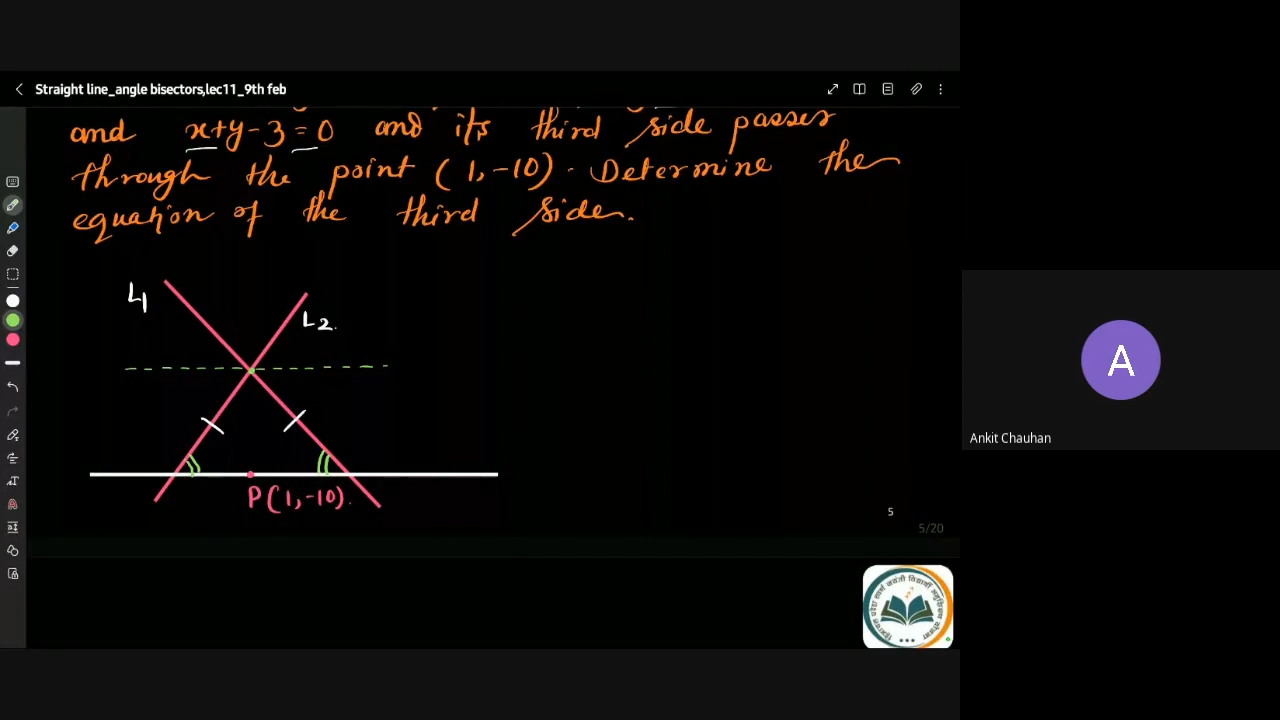 Straight line_angle bisectors,lec11_9th feb
and x+y-3=0 and its third side passes
through the point (1,-10). Determine the
equation of the third side.
L1
L2.
P(1,-10).
5
5/20
A
Ankit Chauhan